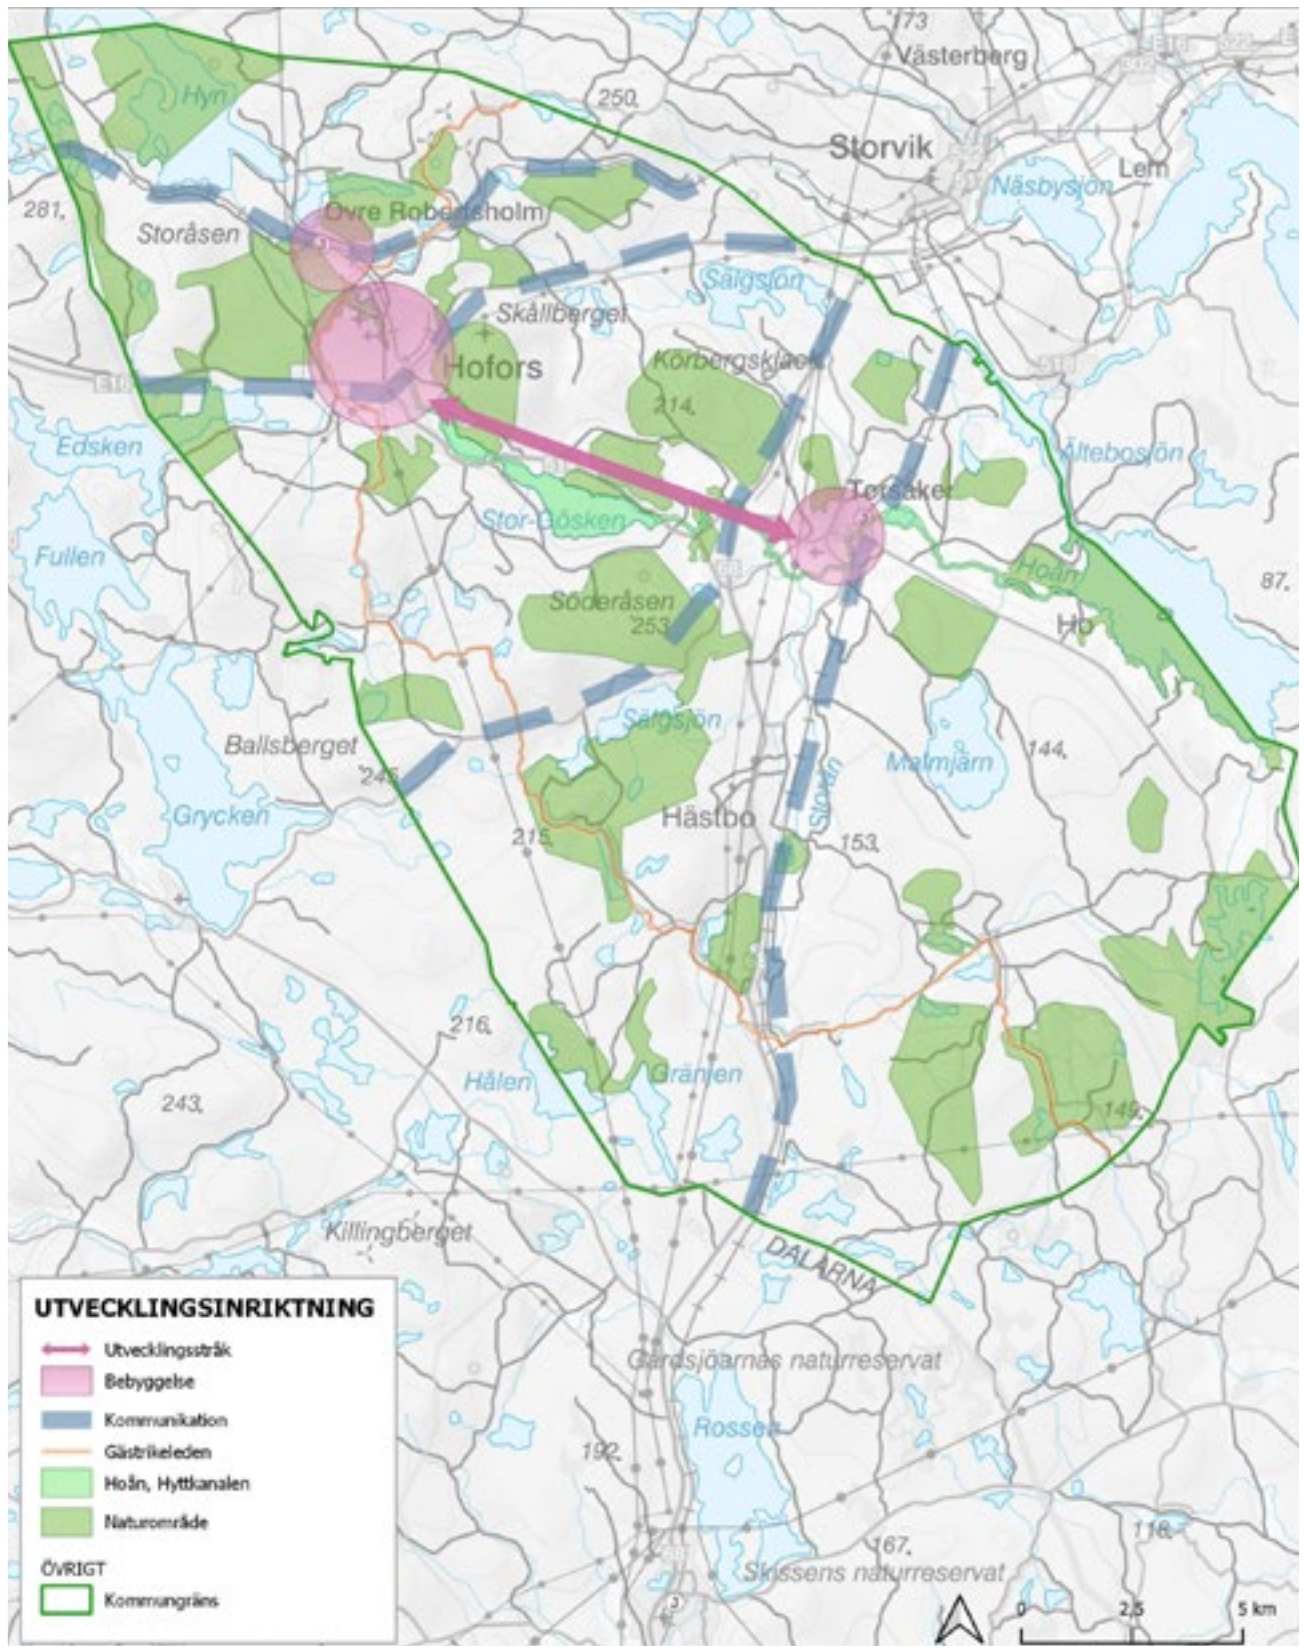 173
Västerberg
Hyn
250
Storvik
Lem
Näsbysjön
281
Övre Robertsholm
Storåsen
Sälgsjön
Skållberget
Hofors
214
Edsken
Torsåker
Ältebosjön
Stor-Gösken
Fullen
Hoån
87
Söderåsen
253
Ho
Sälgsjön
Ballsberget
245
144
Malmjärn
Grycken
Hästbo
Storån
215
153
216
Hålen
Gränjen
243
149
Killingberget
DALARNA
UTVECKLINGSINRIKTNING
Utvecklingsstråk
Bebyggelse
Kommunikation
Gästrikeleden
Hoån, Hyttkanalen
Naturområde
ÖVRIGT
Kommungräns
Gårdsjöarnas naturreservat
Rossen
192
118
167
Skissens naturreservat
3
0 2,5 5 km